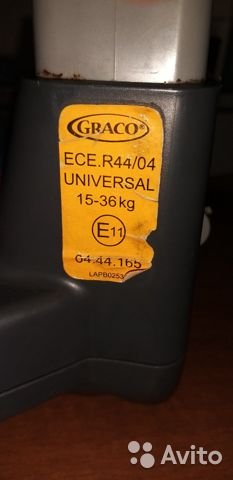 GRACO®
ECE.R44/04
UNIVERSAL
15-36kg
E11
04.44.165
LAPB0253
Avito